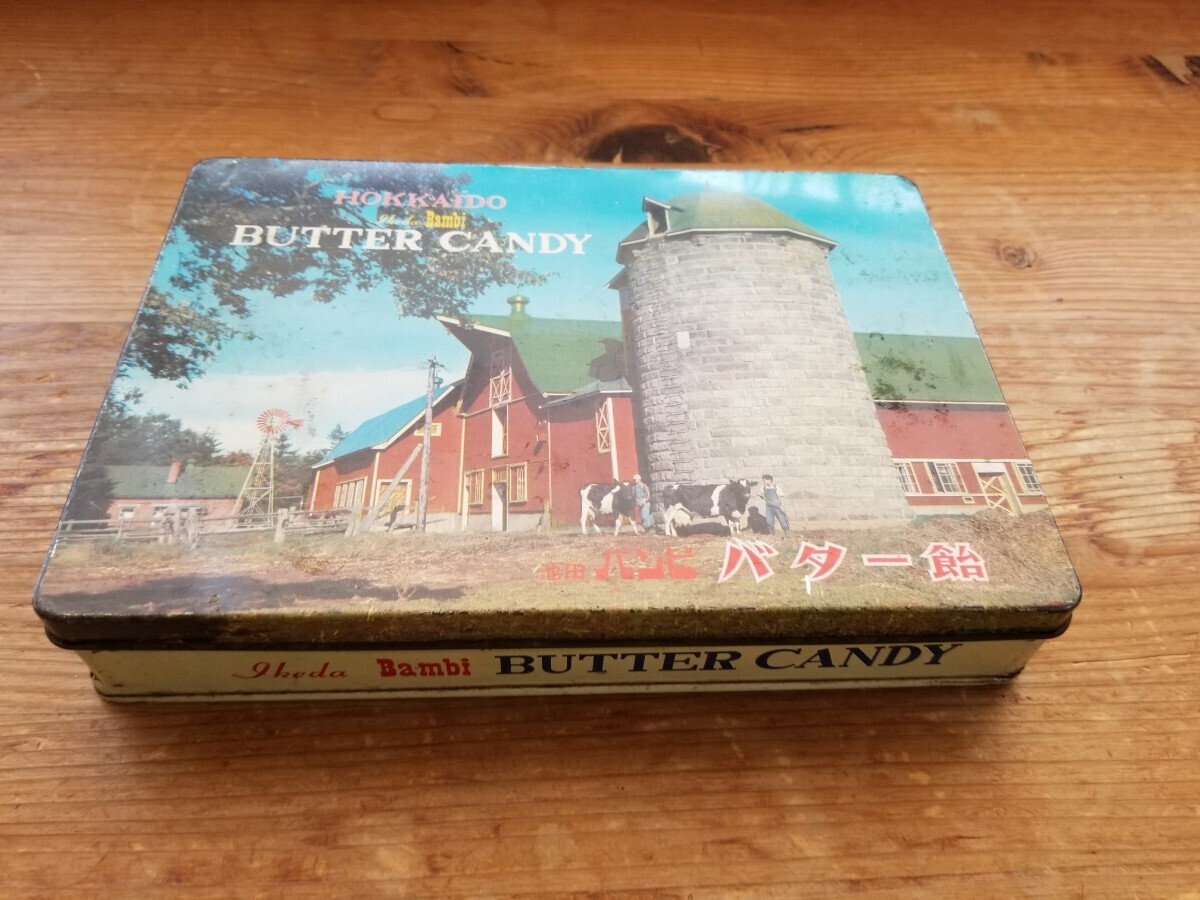 HOKKAIDO
Ikeda Bambi
BUTTER CANDY
池田 バンビ バター飴
Ikeda Bambi BUTTER CANDY